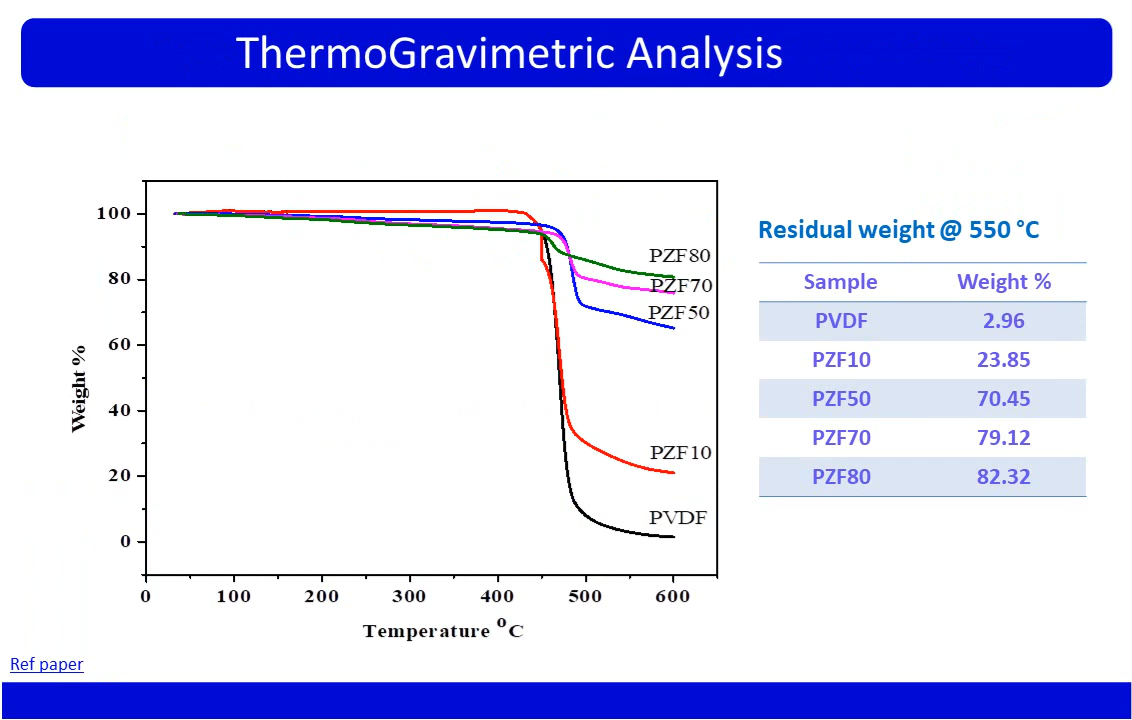 ThermoGravimetric Analysis
100
80
60
40
20
0
Weight %
0 100 200 300 400 500 600
Temperature °C
PZF80
PZF70
PZF50
PZF10
PVDF
Residual weight @ 550 °C
Sample Weight %
PVDF 2.96
PZF10 23.85
PZF50 70.45
PZF70 79.12
PZF80 82.32
Ref paper